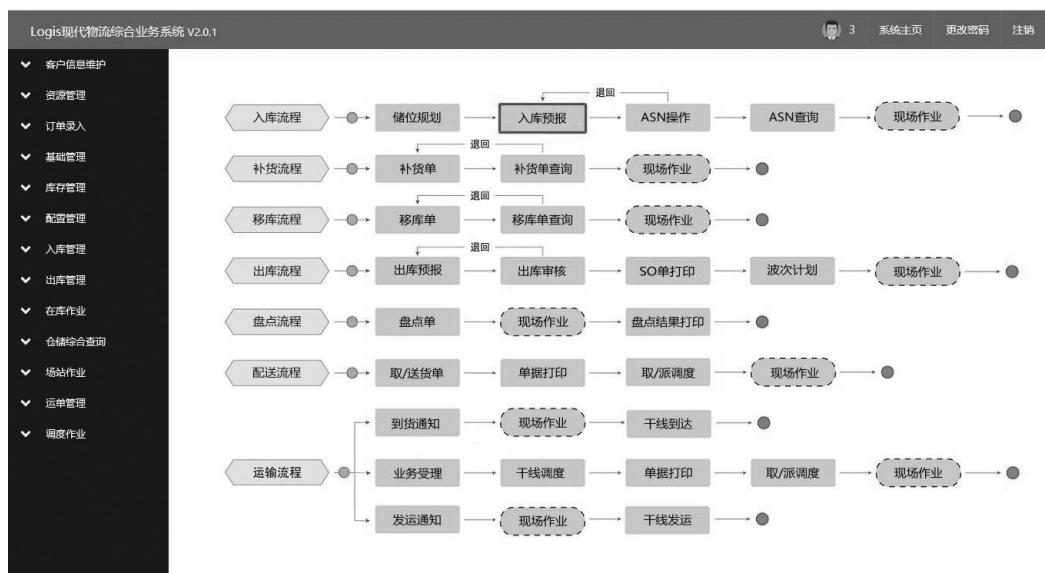 Logis现代物流综合业务系统 V2.0.1
3 系统主页 更改密码 注销
客户信息维护
资源管理
订单录入
基础管理
库存管理
配置管理
入库管理
出库管理
在库作业
仓储综合查询
场站作业
运单管理
调度作业
退回
入库流程 储位规划 入库预报 ASN操作 ASN查询 现场作业
退回
补货流程 补货单 补货单查询 现场作业
退回
移库流程 移库单 移库单查询 现场作业
退回
出库流程 出库预报 出库审核 SO单打印 波次计划 现场作业
盘点流程 盘点单 现场作业 盘点结果打印
配送流程 取/送货单 单据打印 取/派调度 现场作业
到货通知 现场作业 干线到达
运输流程 业务受理 干线调度 单据打印 取/派调度 现场作业
发运通知 现场作业 干线发运